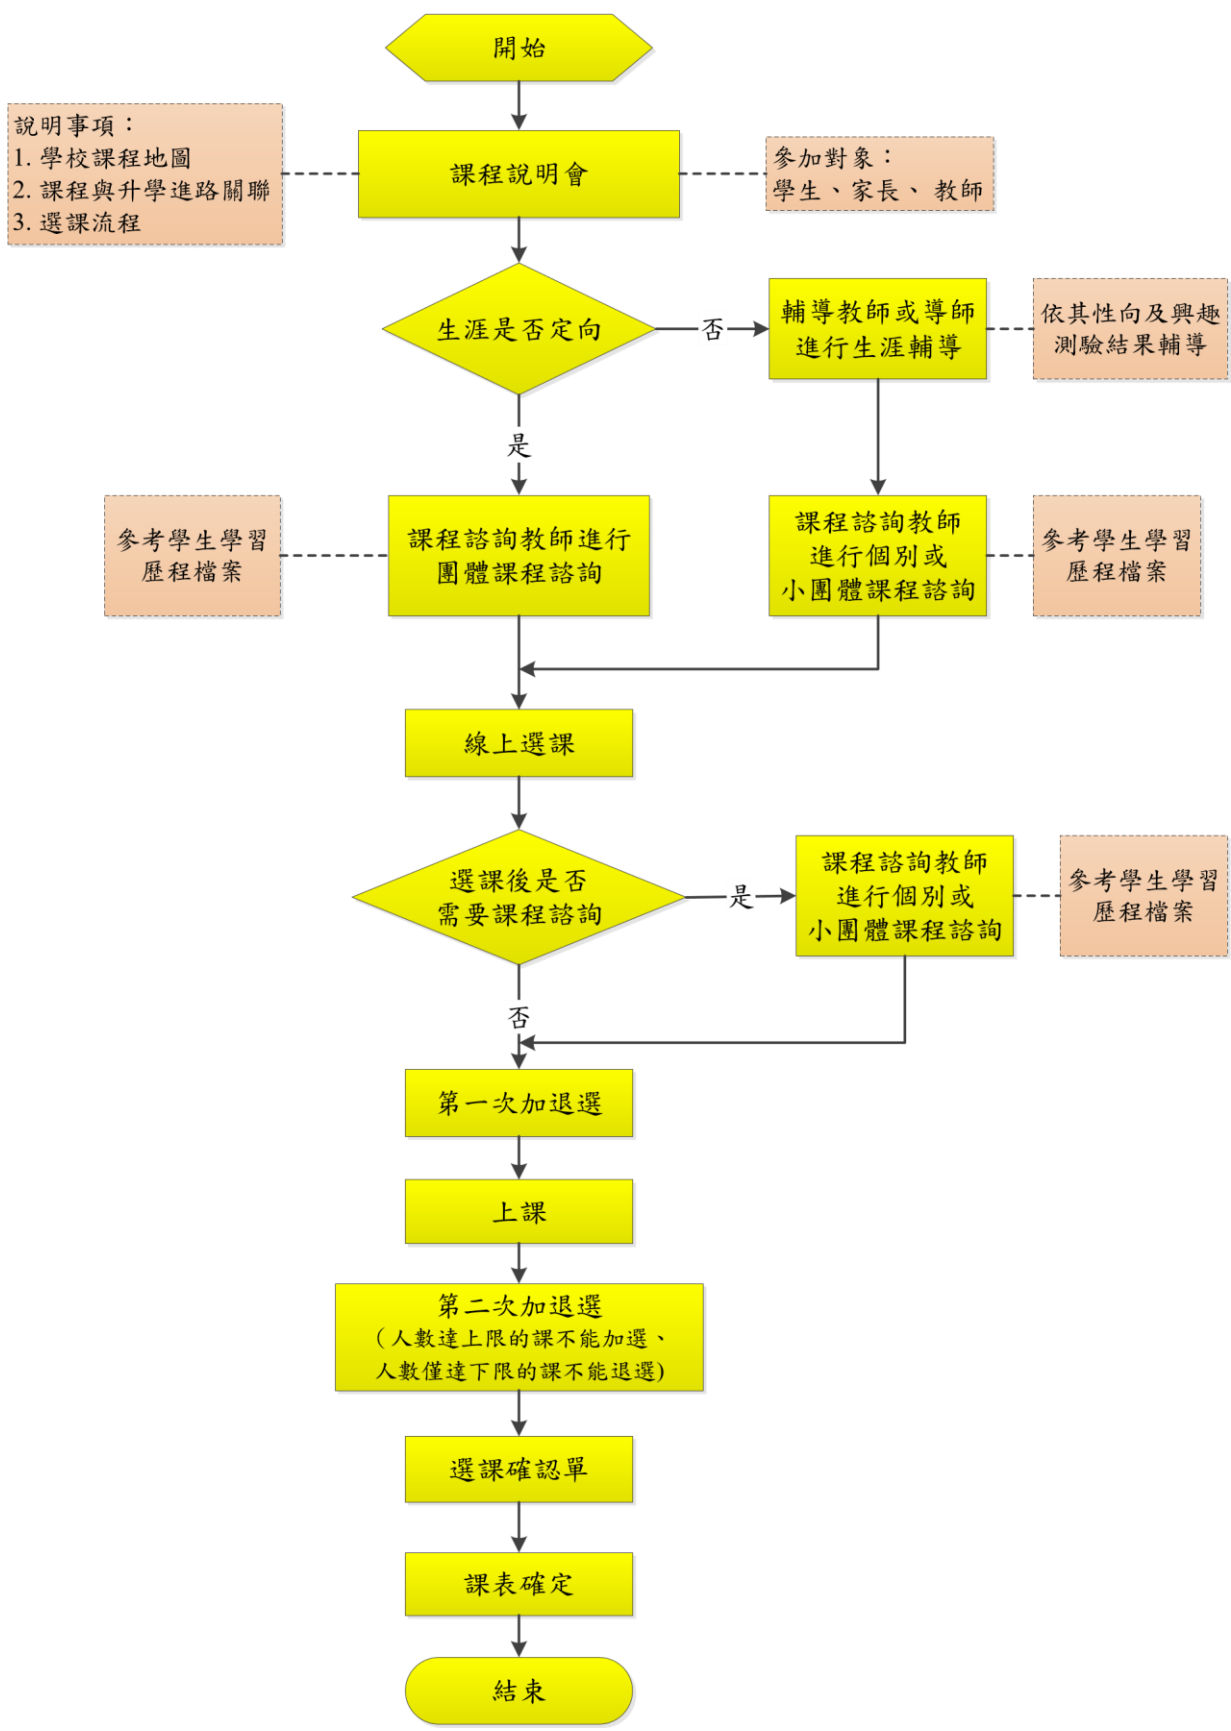 開始
說明事項：
1. 學校課程地圖
2. 課程與升學進路關聯
3. 選課流程
課程說明會
參加對象：
學生、家長、 教師
生涯是否定向
否
輔導教師或導師
進行生涯輔導
依其性向及興趣
測驗結果輔導
是
參考學生學習
歷程檔案
課程諮詢教師進行
團體課程諮詢
課程諮詢教師
進行個別或
小團體課程諮詢
參考學生學習
歷程檔案
線上選課
選課後是否
需要課程諮詢
是
課程諮詢教師
進行個別或
小團體課程諮詢
參考學生學習
歷程檔案
否
第一次加退選
上課
第二次加退選
（人數達上限的課不能加選、
人數僅達下限的課不能退選)
選課確認單
課表確定
結束